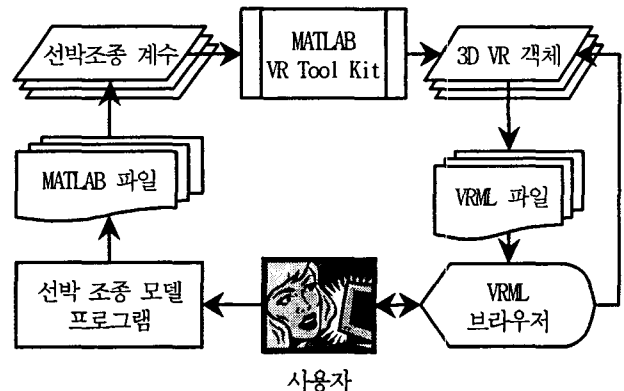 선박조종 계수
MATLAB
VR Tool Kit
3D VR 객체
MATLAB 파일
VRML 파일
선박 조종 모델
프로그램
VRML
브라우저
사용자